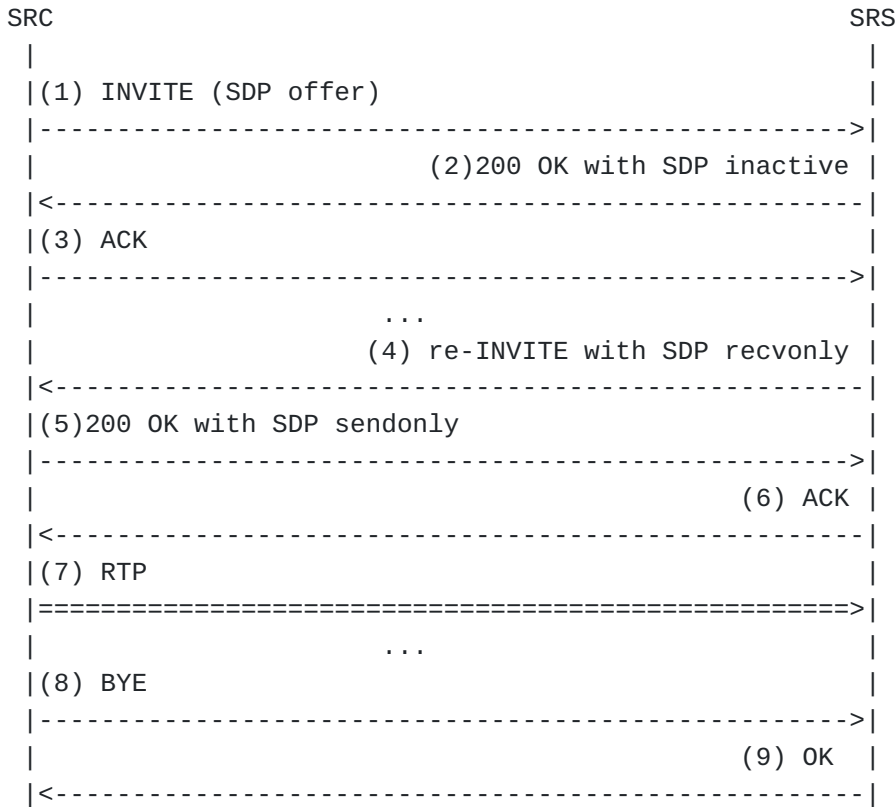 SRC                                                  SRS
 |                                                    |
 |(1) INVITE (SDP offer)                              |
 |--------------------------------------------------->|
 |                         (2)200 OK with SDP inactive |
 |<---------------------------------------------------|
 |(3) ACK                                             |
 |--------------------------------------------------->|
 |                      ...                           |
 |                     (4) re-INVITE with SDP recvonly |
 |<---------------------------------------------------|
 |(5)200 OK with SDP sendonly                         |
 |--------------------------------------------------->|
 |                                            (6) ACK |
 |<---------------------------------------------------|
 |(7) RTP                                             |
 |===================================================>|
 |                      ...                           |
 |(8) BYE                                             |
 |--------------------------------------------------->|
 |                                            (9) OK  |
 |<---------------------------------------------------|